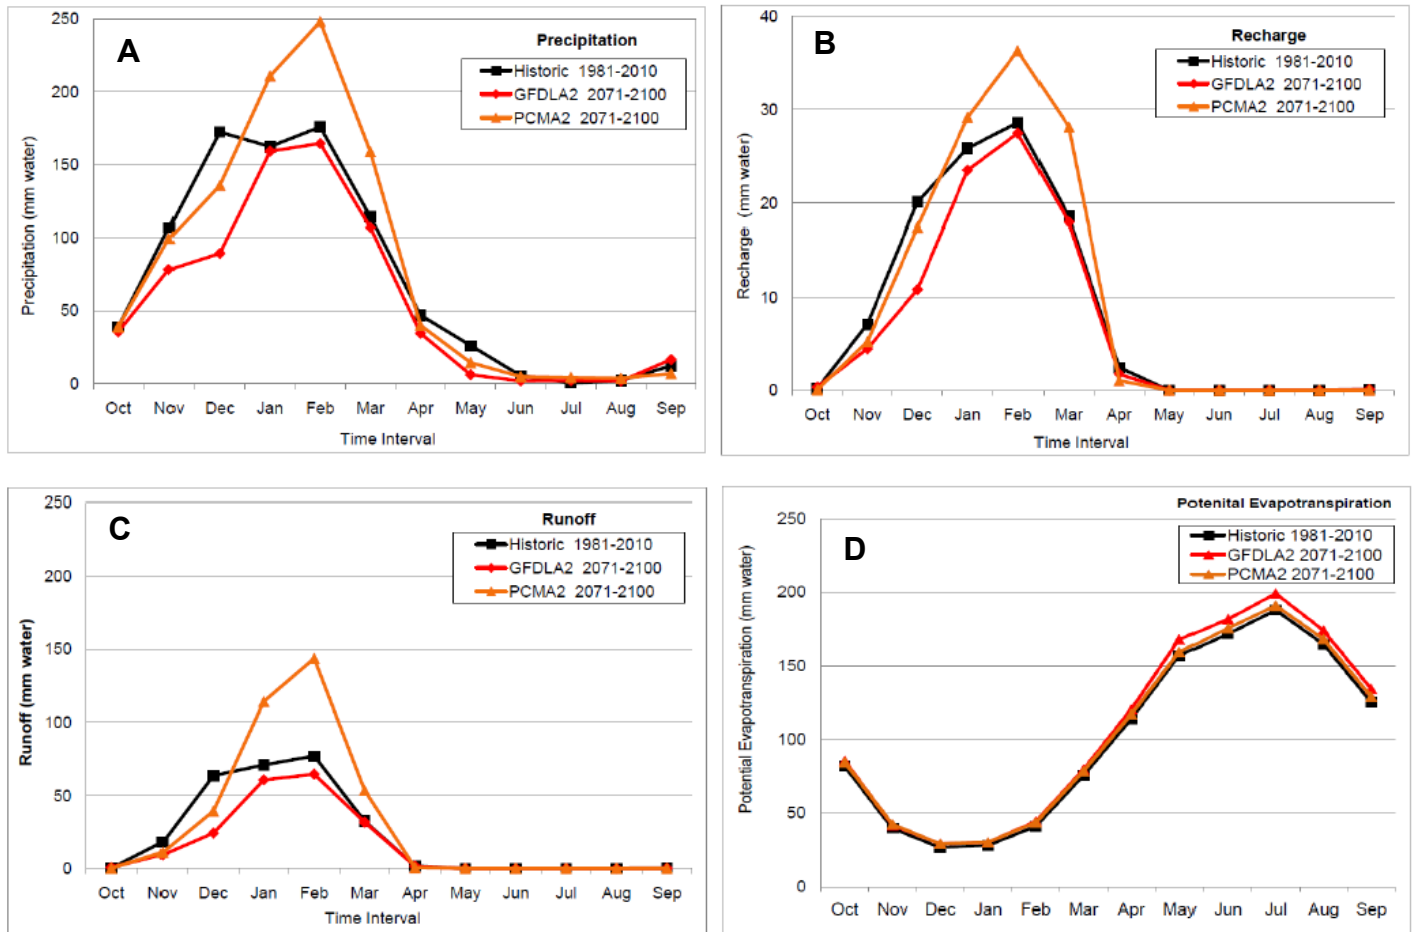 A
Precipitation
Historic 1981-2010
GFDLA2 2071-2100
PCMA2 2071-2100
Precipitation (mm water)
250
200
150
100
50
0
Oct Nov Dec Jan Feb Mar Apr May Jun Jul Aug Sep
Time Interval
B
Recharge
Historic 1981-2010
GFDLA2 2071-2100
PCMA2 2071-2100
Recharge (mm water)
40
30
20
10
0
Oct Nov Dec Jan Feb Mar Apr May Jun Jul Aug Sep
Time Interval
C
Runoff
Historic 1981-2010
GFDLA2 2071-2100
PCMA2 2071-2100
Runoff (mm water)
250
200
150
100
50
0
Oct Nov Dec Jan Feb Mar Apr May Jun Jul Aug Sep
Time Interval
D
Potenital Evapotranspiration
Historic 1981-2010
GFDLA2 2071-2100
PCMA2 2071-2100
Potential Evapotranspiration (mm water)
250
200
150
100
50
0
Oct Nov Dec Jan Feb Mar Apr May Jun Jul Aug Sep